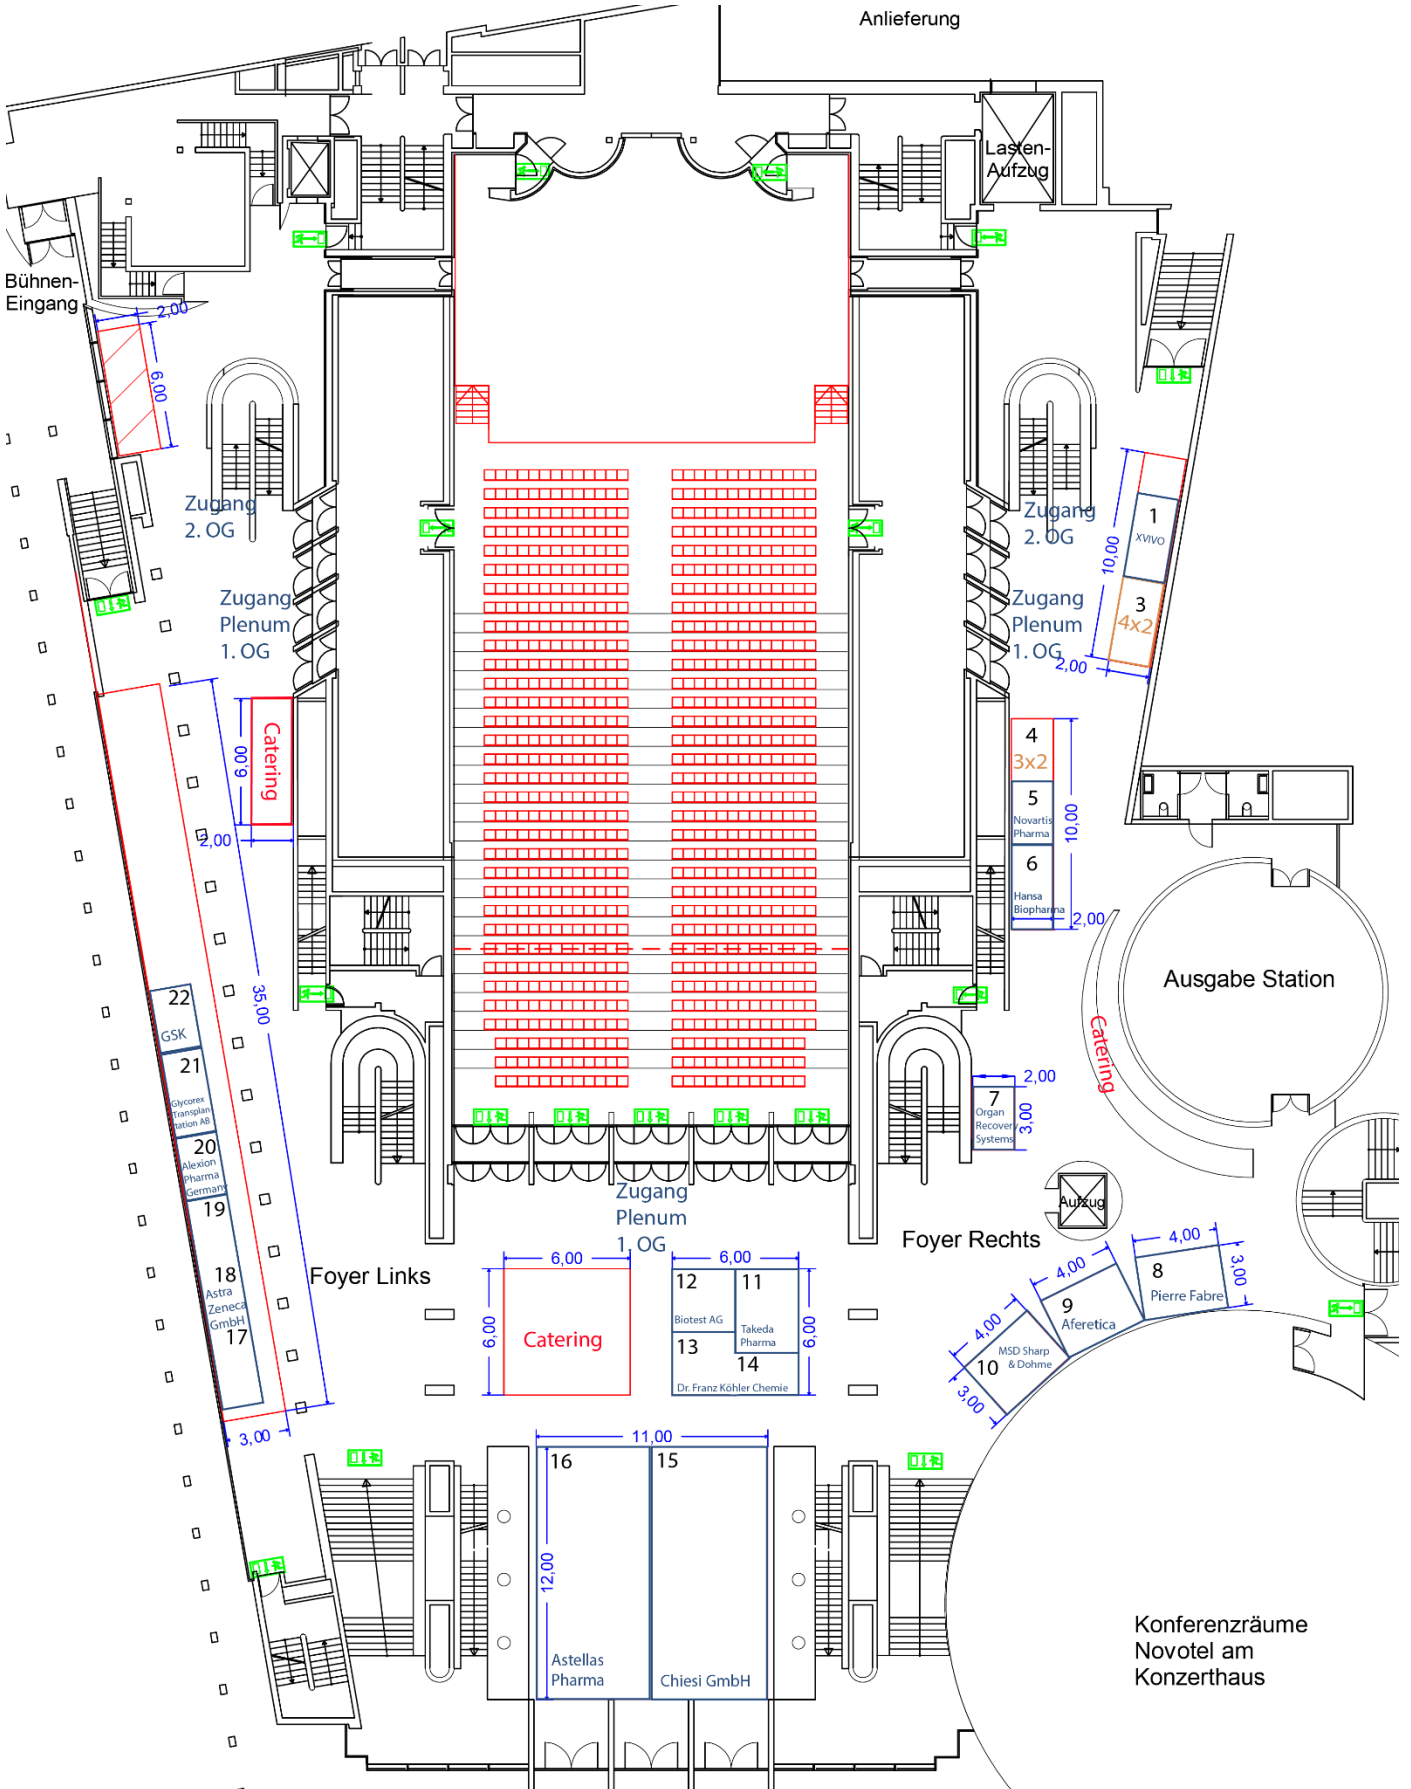 Anlieferung
Lasten-
Aufzug
Bühnen-
Eingang
2,00
6,00
Zugang
2. OG
Zugang
2. OG
1
XVIVO
10,00
Zugang
Plenum
1. OG
Zugang
Plenum
1. OG
3
4x2
2,00
Catering
6,00
2,00
4
3x2
5
Novartis
Pharma
10,00
6
Hansa
Biopharma
2,00
Ausgabe Station
Catering
35,00
22
GSK
21
Glycorex
Transplan
tation AB
20
Alexion
Pharma
Germany
19
18
Astra
Zeneca
GmbH
17
3,00
2,00
7
Organ
Recovery
Systems
3,00
Aufzug
Zugang
Plenum
1. OG
Foyer Rechts
Foyer Links
6,00
6,00
Catering
6,00
12
11
Biotest AG
Takeda
Pharma
6,00
13
14
Dr. Franz Köhler Chemie
4,00
3,00
8
Pierre Fabre
4,00
9
Aferetica
4,00
MSD Sharp
& Dohme
10
3,00
11,00
16
15
12,00
Astellas
Pharma
Chiesi GmbH
Konferenzräume
Novotel am
Konzerthaus